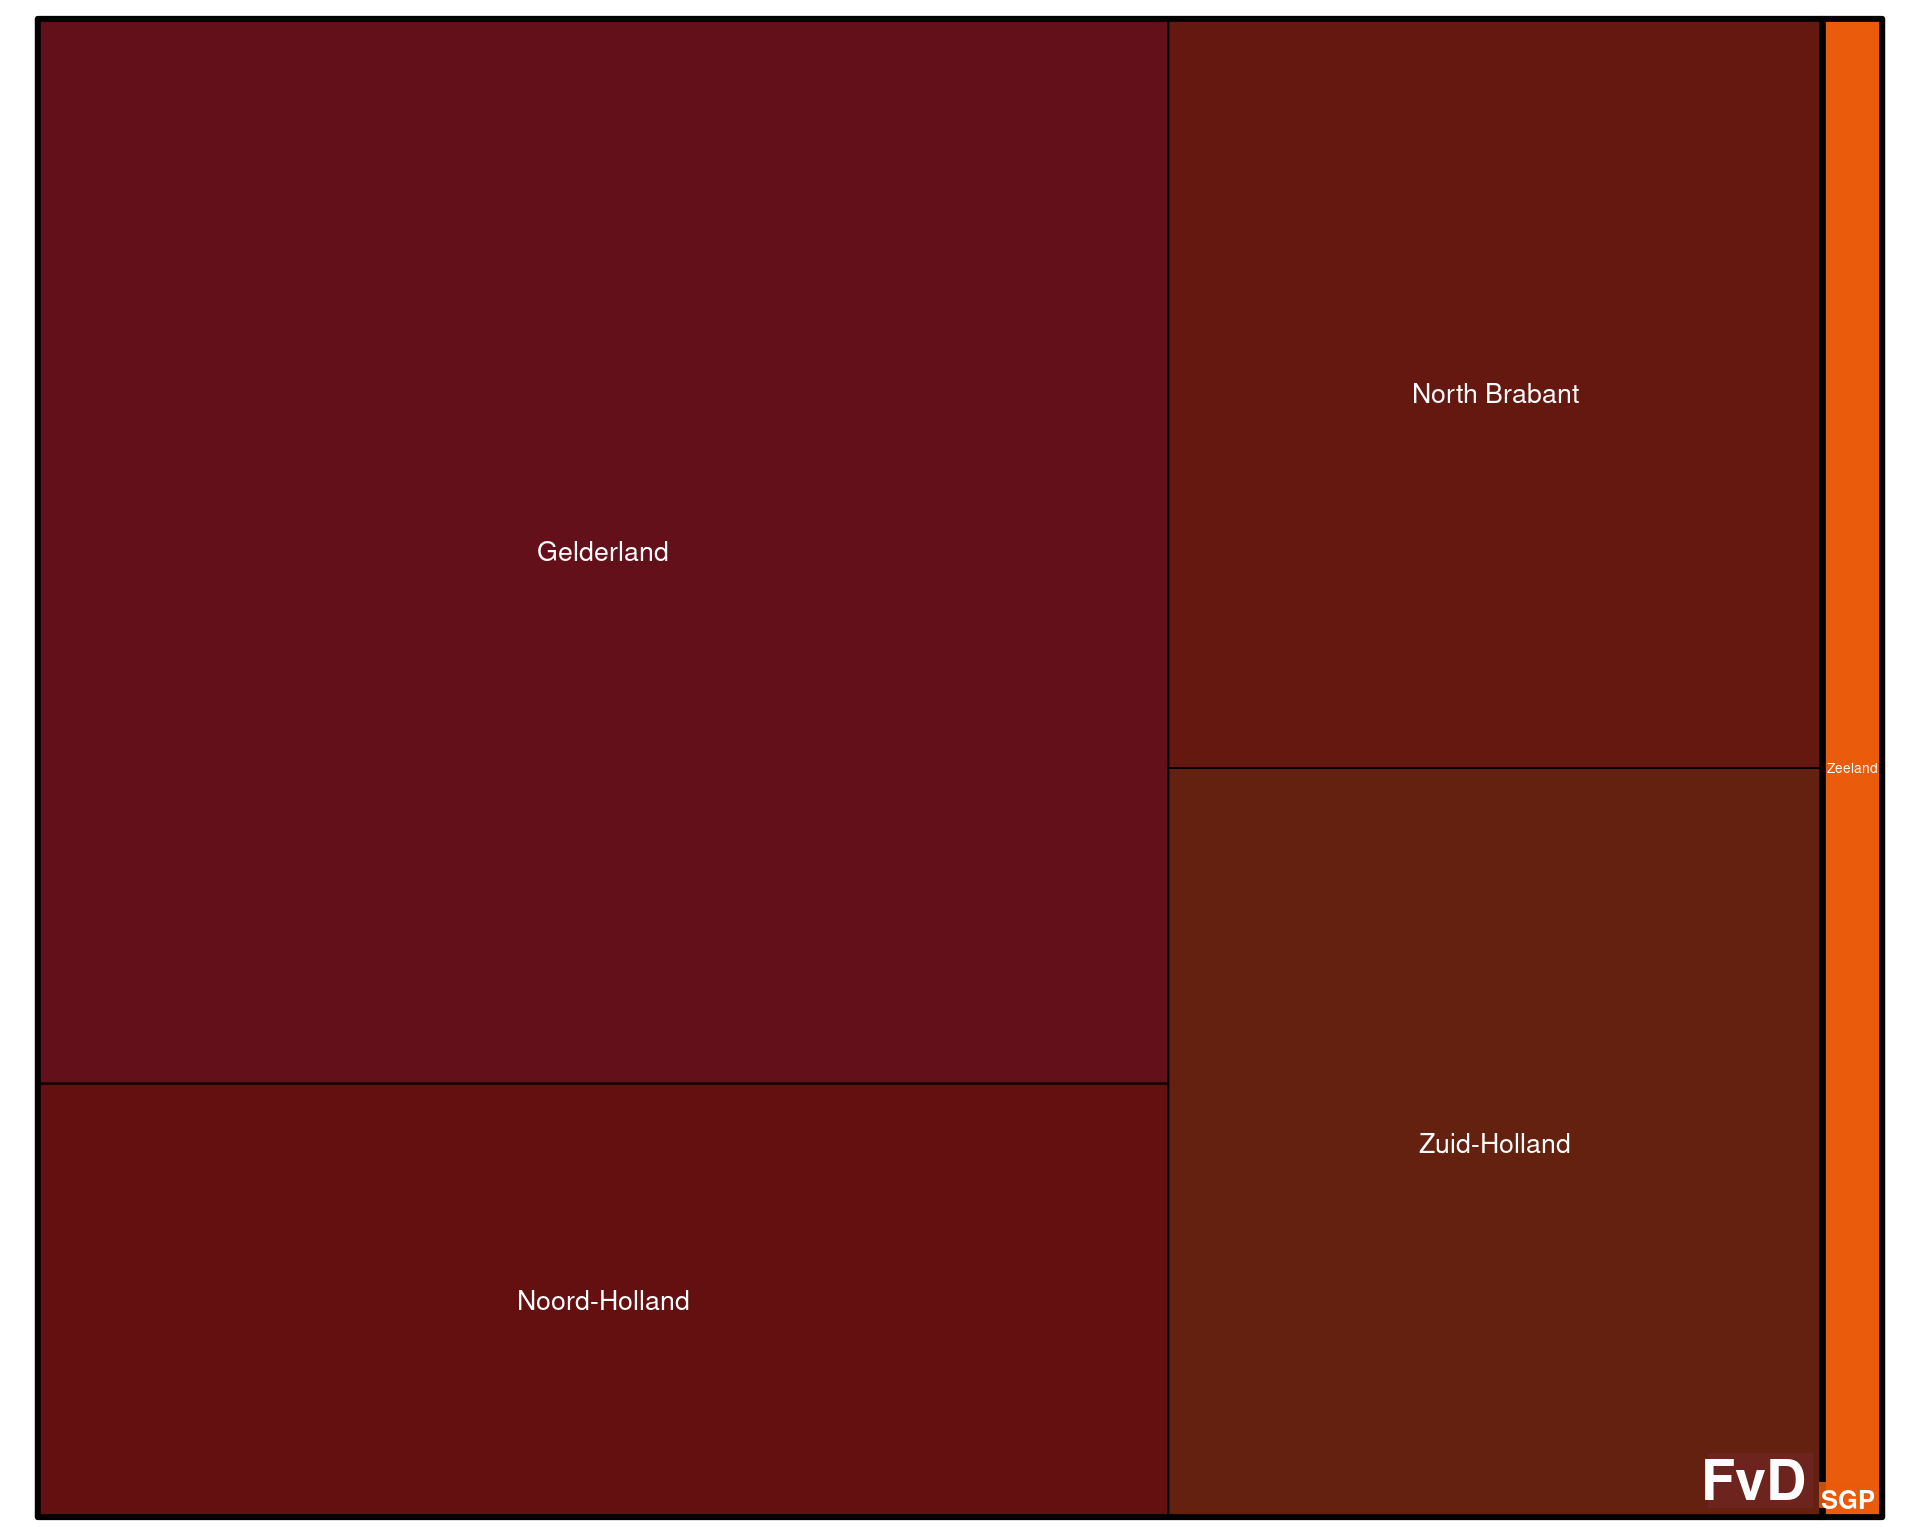 North Brabant
Gelderland
Zeeland
Zuid-Holland
Noord-Holland
FvD
SGP